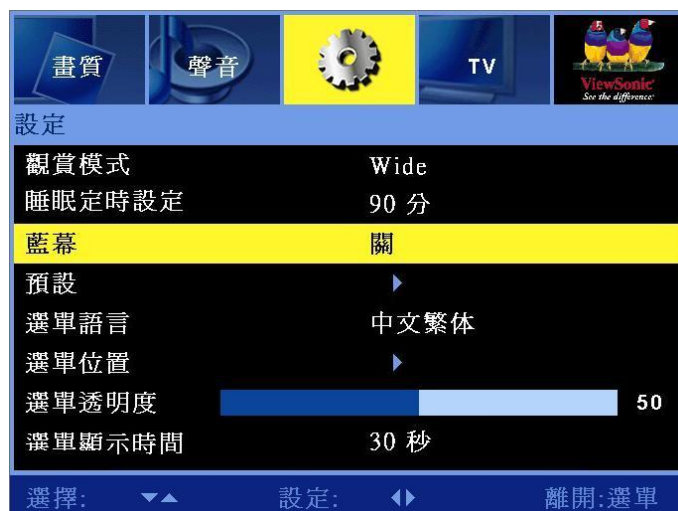 畫質 聲音 TV ViewSonic
See the difference
設定
觀賞模式 Wide
睡眠定時設定 90 分
藍幕 關
預設
選單語言 中文繁体
選單位置
選單透明度 50
選單顯示時間 30 秒
選擇: 設定: 離開:選單